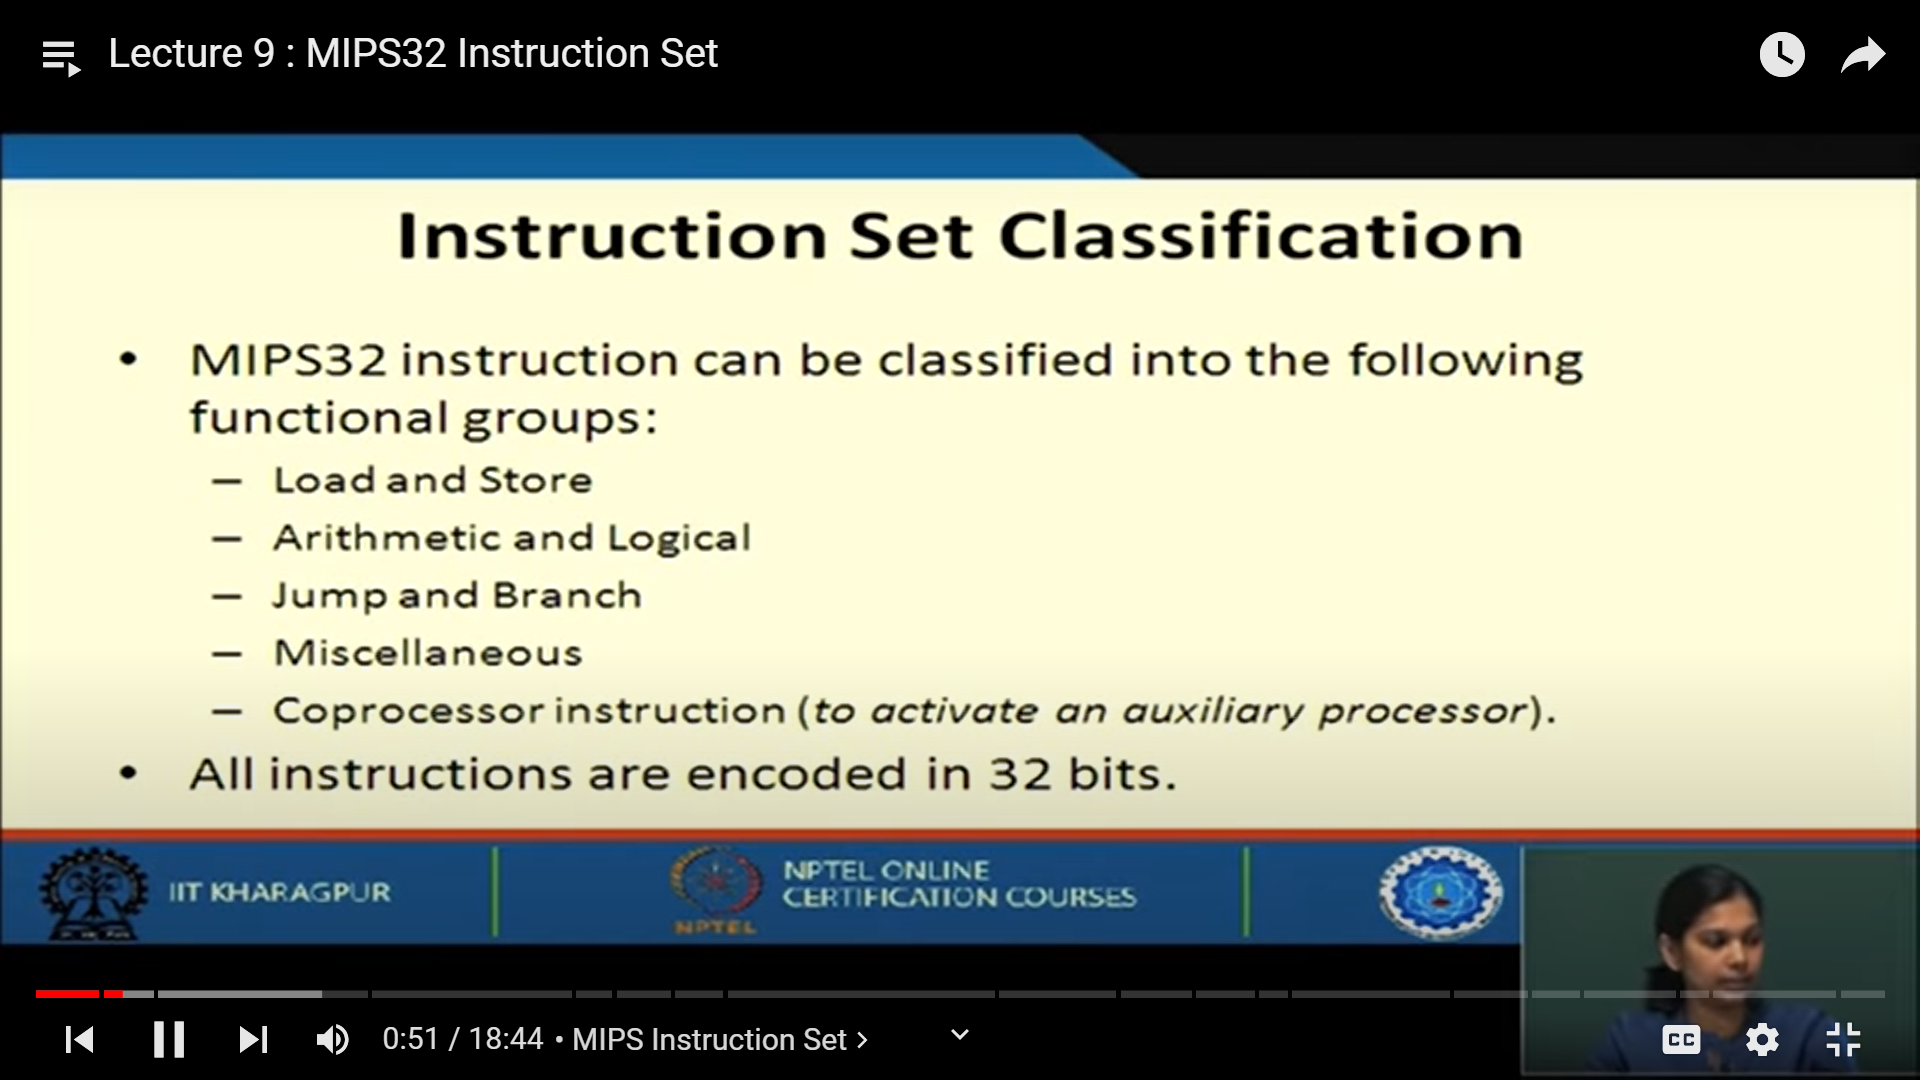 Lecture 9 : MIPS32 Instruction Set
Instruction Set Classification
• MIPS32 instruction can be classified into the following
functional groups:
– Load and Store
– Arithmetic and Logical
– Jump and Branch
– Miscellaneous
– Coprocessor instruction (to activate an auxiliary processor).
• All instructions are encoded in 32 bits.
IIT KHARAGPUR
NPTEL
NPTEL ONLINE
CERTIFICATION COURSES
0:51 / 18:44 • MIPS Instruction Set >
CC